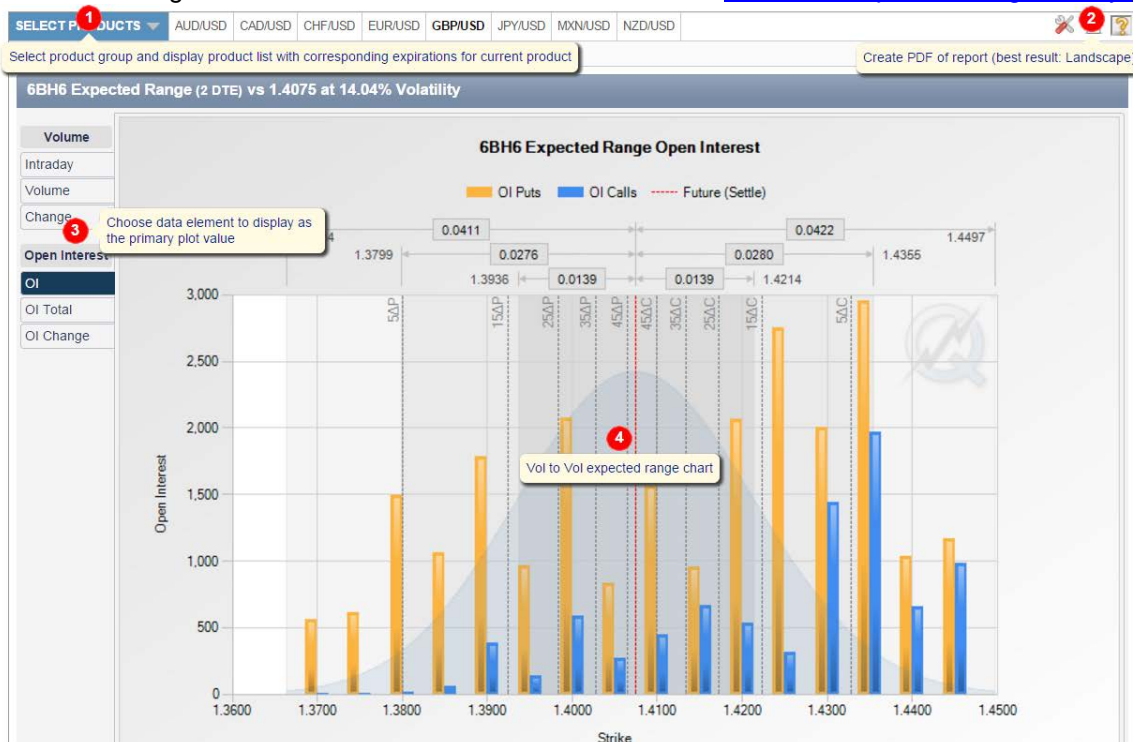 SELECT P DUCTS AUD/USD CAD/USD CHF/USD EUR/USD GBP/USD JPY/USD MXN/USD NZD/USD
1
2
Select product group and display product list with corresponding expirations for current product
Create PDF of report (best result: Landscape)
6BH6 Expected Range (2 DTE) vs 1.4075 at 14.04% Volatility
Volume
Intraday
Volume
Change
3
Choose data element to display as
the primary plot value
Open Interest
OI
OI Total
OI Change
6BH6 Expected Range Open Interest
OI Puts OI Calls Future (Settle)
0.0411 0.0422 1.4497
1.3799 0.0276 0.0280 1.4355
1.3936 0.0139 0.0139 1.4214
5ΔP 15ΔP 25ΔP 35ΔP 45ΔP 45ΔC 35ΔC 25ΔC 15ΔC 5ΔC
3,000
2,500
2,000
1,500
1,000
500
0
Open Interest
4
Vol to Vol expected range chart
1.3600 1.3700 1.3800 1.3900 1.4000 1.4100 1.4200 1.4300 1.4400 1.4500
Strike